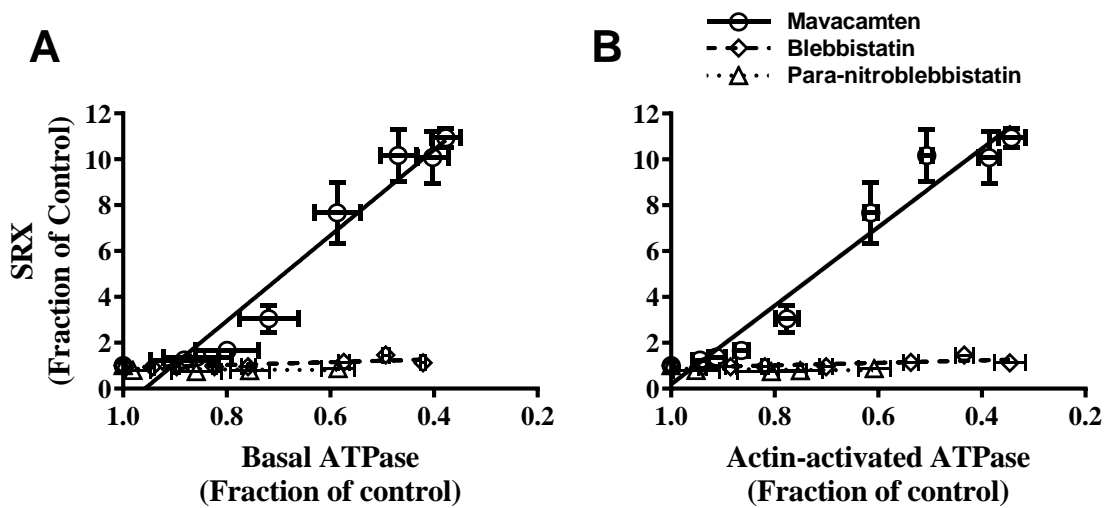 A
B
Mavacamten
Blebbistatin
Para-nitroblebbistatin
SRX
(Fraction of Control)
12
10
8
6
4
2
0
1.0 0.8 0.6 0.4 0.2
Basal ATPase
(Fraction of control)
12
10
8
6
4
2
0
1.0 0.8 0.6 0.4 0.2
Actin-activated ATPase
(Fraction of control)